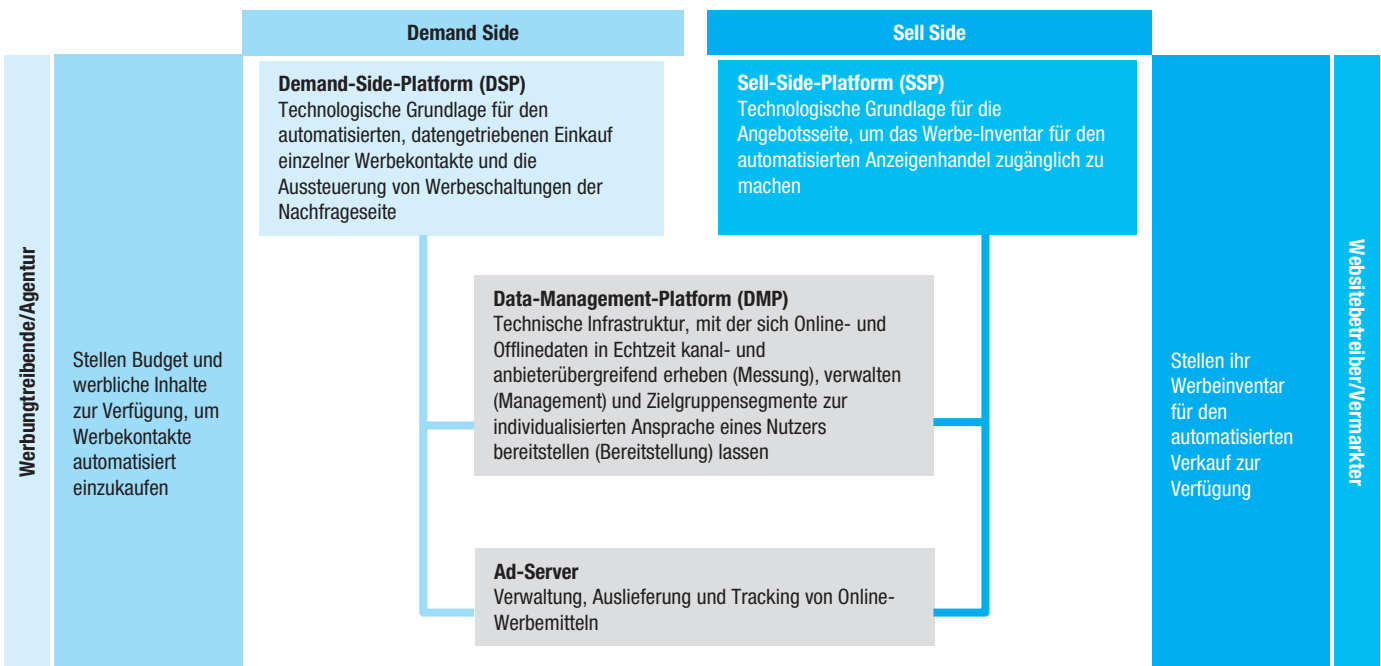 Demand Side
Sell Side
Werbungtreibende/Agentur
Stellen Budget und
werbliche Inhalte
zur Verfügung, um
Werbekontakte
automatisiert
einzukaufen
Demand-Side-Platform (DSP)
Technologische Grundlage für den
automatisierten, datengetriebenen Einkauf
einzelner Werbekontakte und die
Aussteuerung von Werbeschaltungen der
Nachfrageseite
Sell-Side-Platform (SSP)
Technologische Grundlage für die
Angebotsseite, um das Werbe-Inventar für den
automatisierten Anzeigenhandel zugänglich zu
machen
Data-Management-Platform (DMP)
Technische Infrastruktur, mit der sich Online- und
Offlinedaten in Echtzeit kanal- und
anbieterübergreifend erheben (Messung), verwalten
(Management) und Zielgruppensegmente zur
individualisierten Ansprache eines Nutzers
bereitstellen (Bereitstellung) lassen
Ad-Server
Verwaltung, Auslieferung und Tracking von Online-
Werbemitteln
Stellen ihr
Werbeinventar
für den
automatisierten
Verkauf zur
Verfügung
Websitebetreiber/Vermarkter